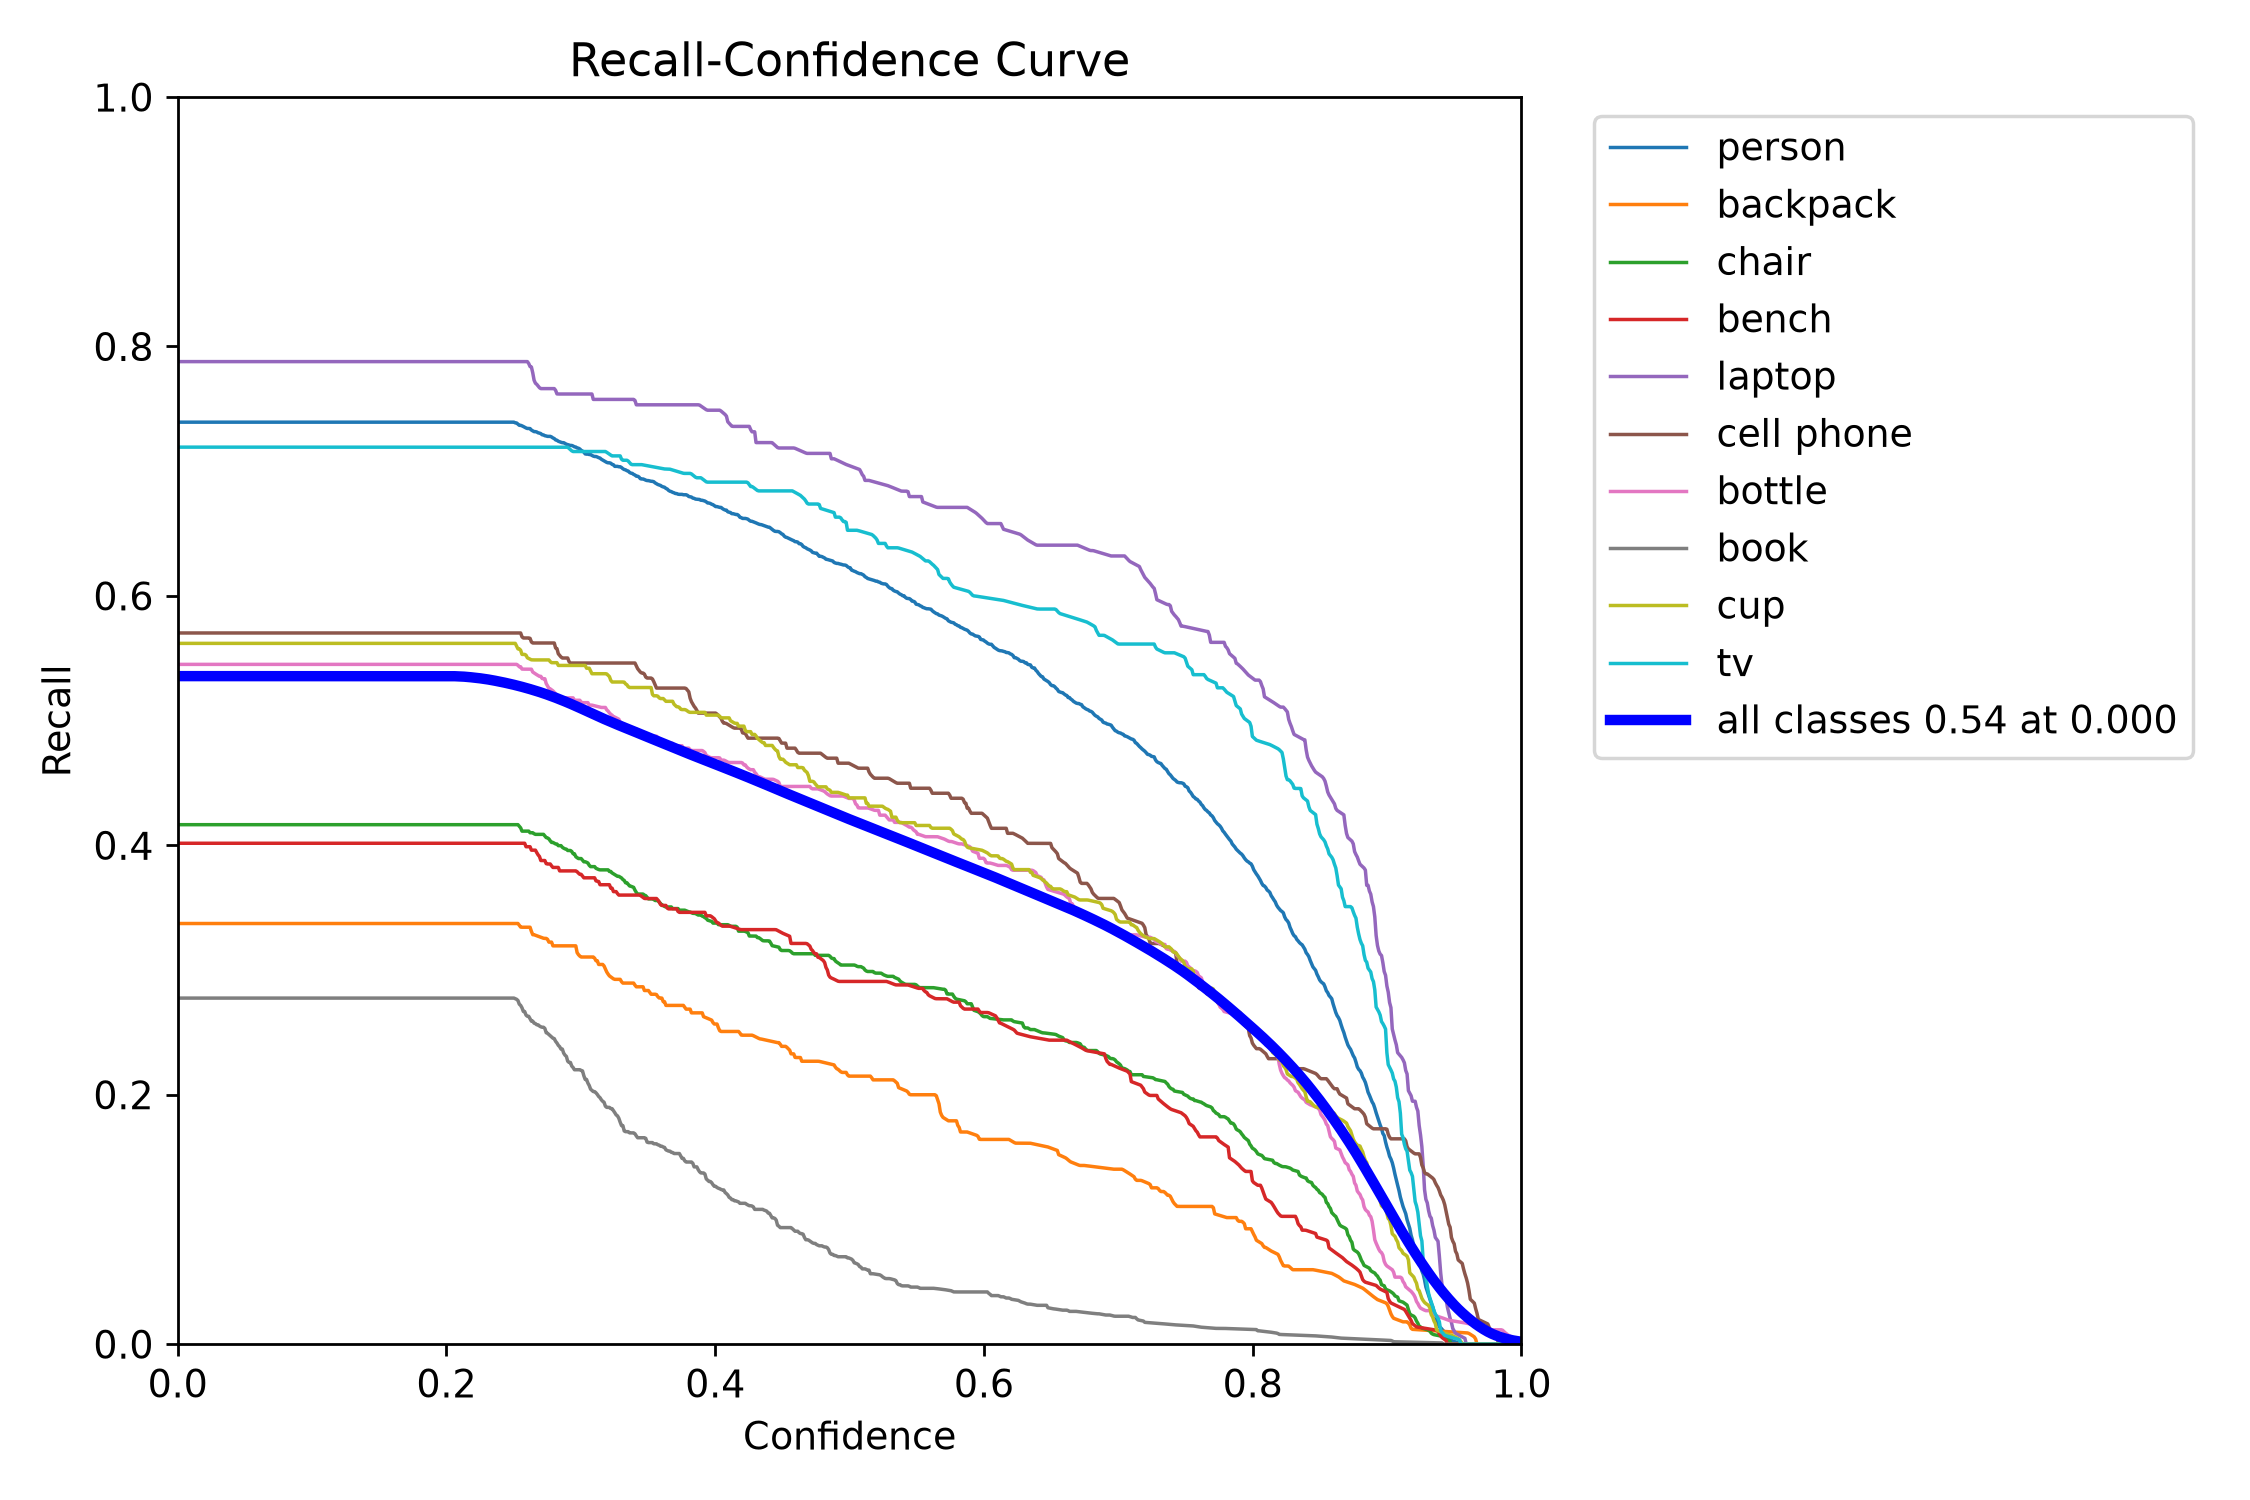 Recall-Confidence Curve
1.0
0.8
0.6
0.4
0.2
0.0
Recall
0.0 0.2 0.4 0.6 0.8 1.0
Confidence
person
backpack
chair
bench
laptop
cell phone
bottle
book
cup
tv
all classes 0.54 at 0.000